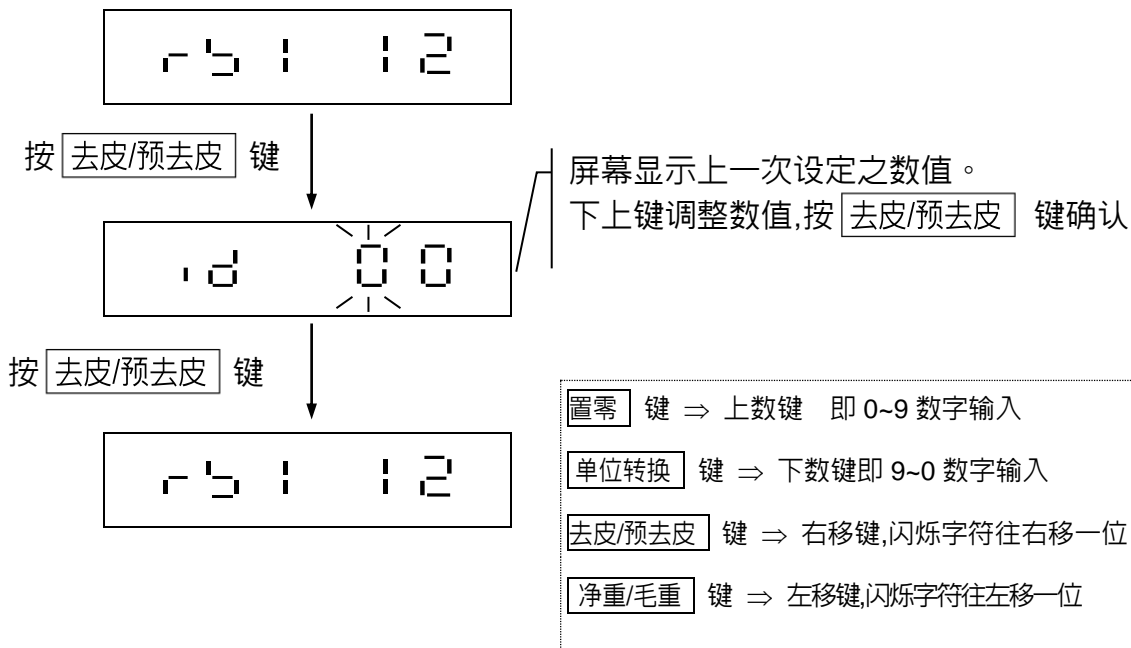 r51 12
按 去皮/预去皮 键
屏幕显示上一次设定之数值。
下上键调整数值,按 去皮/预去皮 键确认
id 00
按 去皮/预去皮 键
r51 12
置零 键 ⇒ 上数键 即 0~9 数字输入
单位转换 键 ⇒ 下数键即 9~0 数字输入
去皮/预去皮 键 ⇒ 右移键,闪烁字符往右移一位
净重/毛重 键 ⇒ 左移键,闪烁字符往左移一位